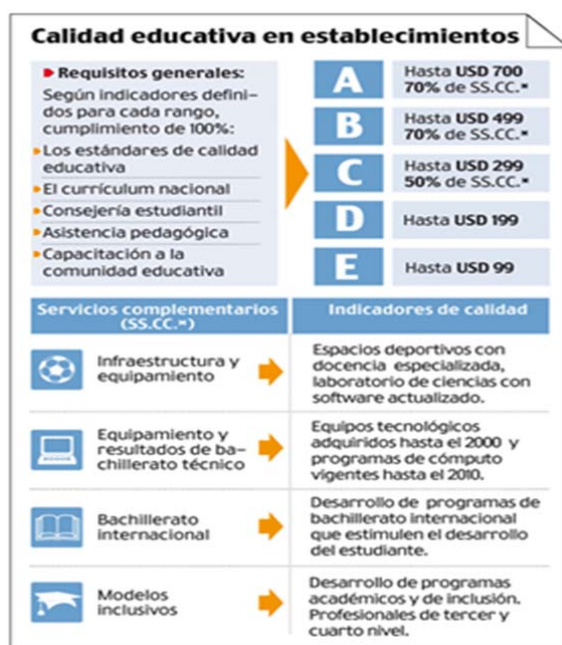 Calidad educativa en establecimientos
Requisitos generales:
Según indicadores defini-
dos para cada rango,
cumplimiento de 100%:
Los estándares de calidad
educativa
El currículum nacional
Consejería estudiantil
Asistencia pedagógica
Capacitación a la
comunidad educativa
A
Hasta USD 700
70% de SS.CC.*
B
Hasta USD 499
70% de SS.CC.*
C
Hasta USD 299
50% de SS.CC.*
D
Hasta USD 199
E
Hasta USD 99
Servicios complementarios
(SS.CC.*)
Indicadores de calidad
Infraestructura y
equipamiento
Espacios deportivos con
docencia especializada,
laboratorio de ciencias con
software actualizado.
Equipamiento y
resultados de ba-
chillerato técnico
Equipos tecnológicos
adquiridos hasta el 2000 y
programas de cómputo
vigentes hasta el 2010.
Bachillerato
internacional
Desarrollo de programas de
bachillerato internacional
que estimulen el desarrollo
del estudiante.
Modelos
inclusivos
Desarrollo de programas
académicos y de inclusión.
Profesionales de tercer y
cuarto nivel.